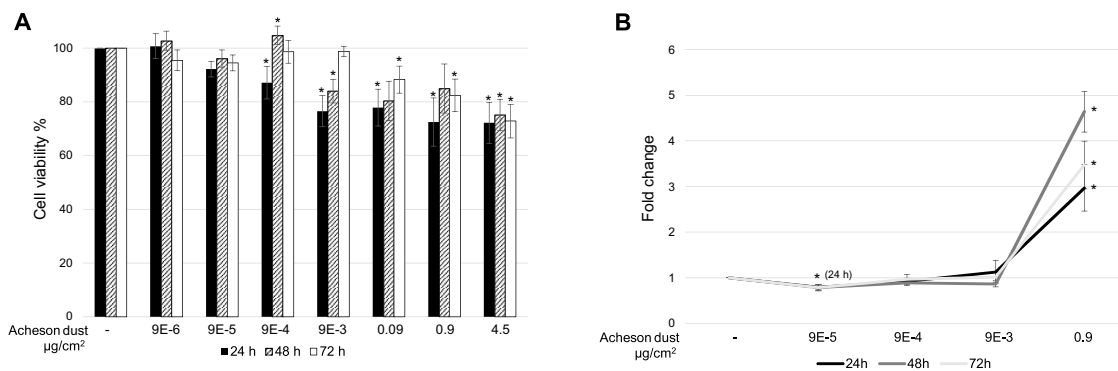 A
*
100
* * * * * * * * * * *
80
60
40
20
0
Cell viability %
Acheson dust - 9E-6 9E-5 9E-4 9E-3 0.09 0.9 4.5
µg/cm²
24 h 48 h 72 h
B
6
5
4
3
2
1
0
Fold change
*
*
*
* (24 h)
Acheson dust - 9E-5 9E-4 9E-3 0.9
µg/cm²
24h 48h 72h